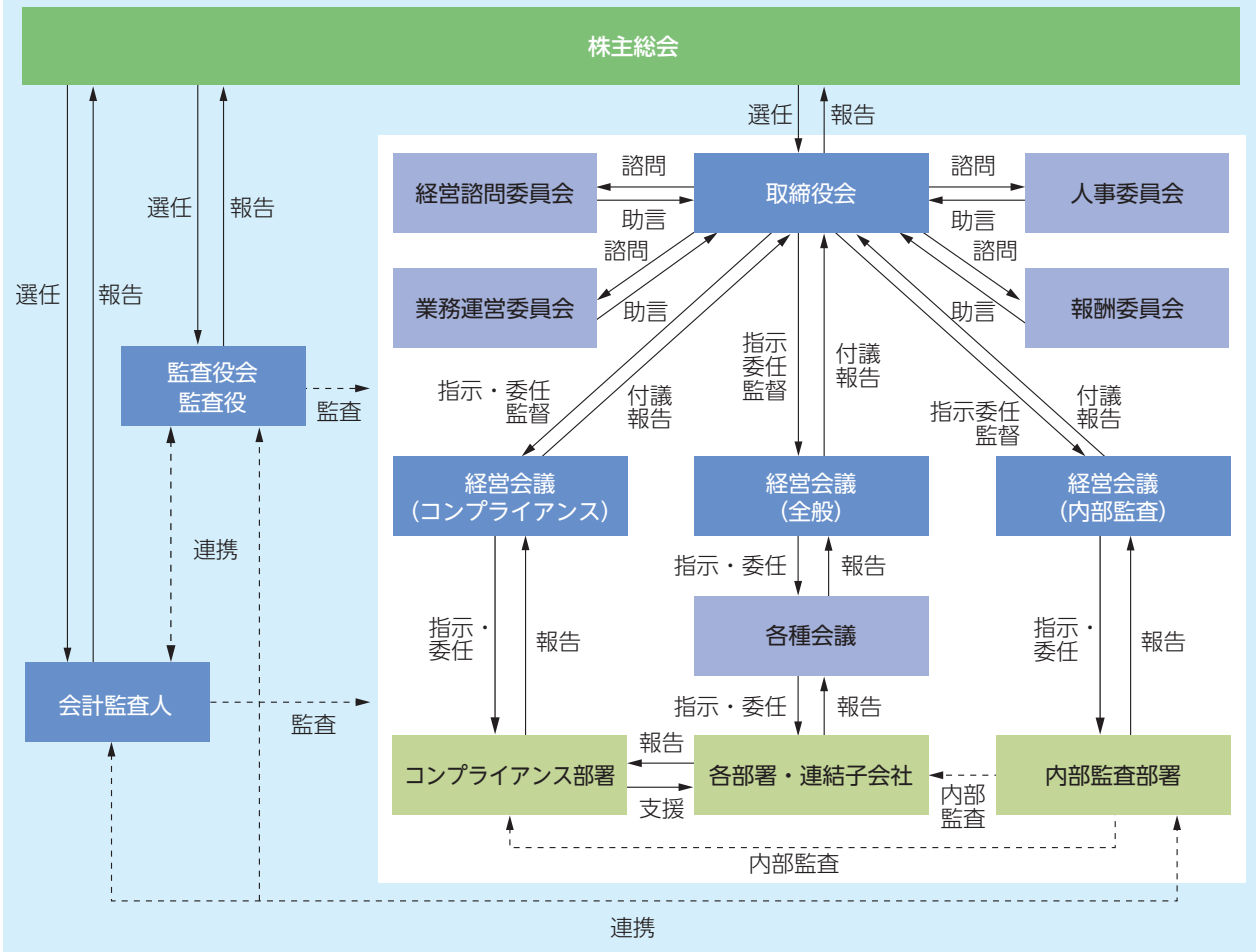 株主総会
選任
報告
選任
報告
選任
報告
経営諮問委員会
諮問
助言
取締役会
諮問
助言
人事委員会
業務運営委員会
諮問
助言
諮問
助言
報酬委員会
監査役会
監査役
監査
指示・委任
監督
付議
報告
指示
委任
監督
付議
報告
指示委任
監督
付議
報告
経営会議
(コンプライアンス)
経営会議
(全般)
経営会議
(内部監査)
連携
指示・委任
報告
各種会議
指示・
委任
報告
指示・
委任
報告
会計監査人
監査
指示・委任
報告
コンプライアンス部署
報告
支援
各部署・連結子会社
内部
監査
内部監査部署
内部監査
連携